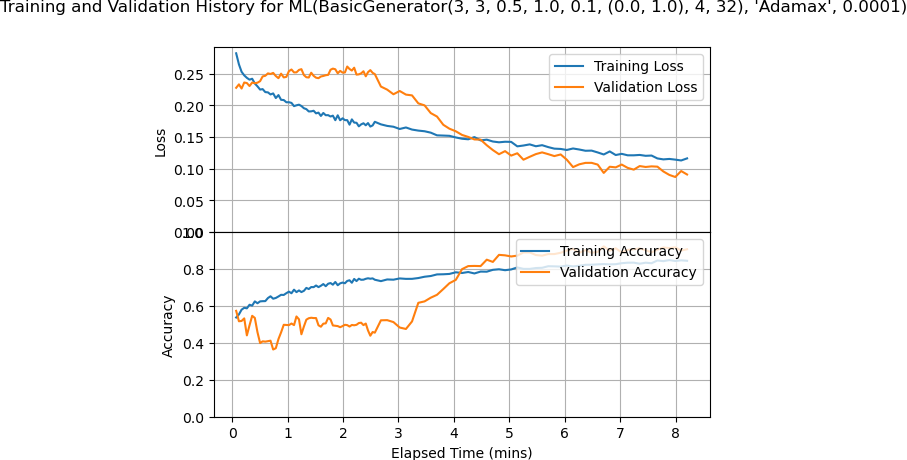 Training and Validation History for ML(BasicGenerator(3, 3, 0.5, 1.0, 0.1, (0.0, 1.0), 4, 32), 'Adamax', 0.0001)
0.25
0.20
0.15
0.10
0.05
0.00
Loss
Training Loss
Validation Loss
1.0
0.8
0.6
0.4
0.2
0.0
Accuracy
Training Accuracy
Validation Accuracy
0 1 2 3 4 5 6 7 8
Elapsed Time (mins)